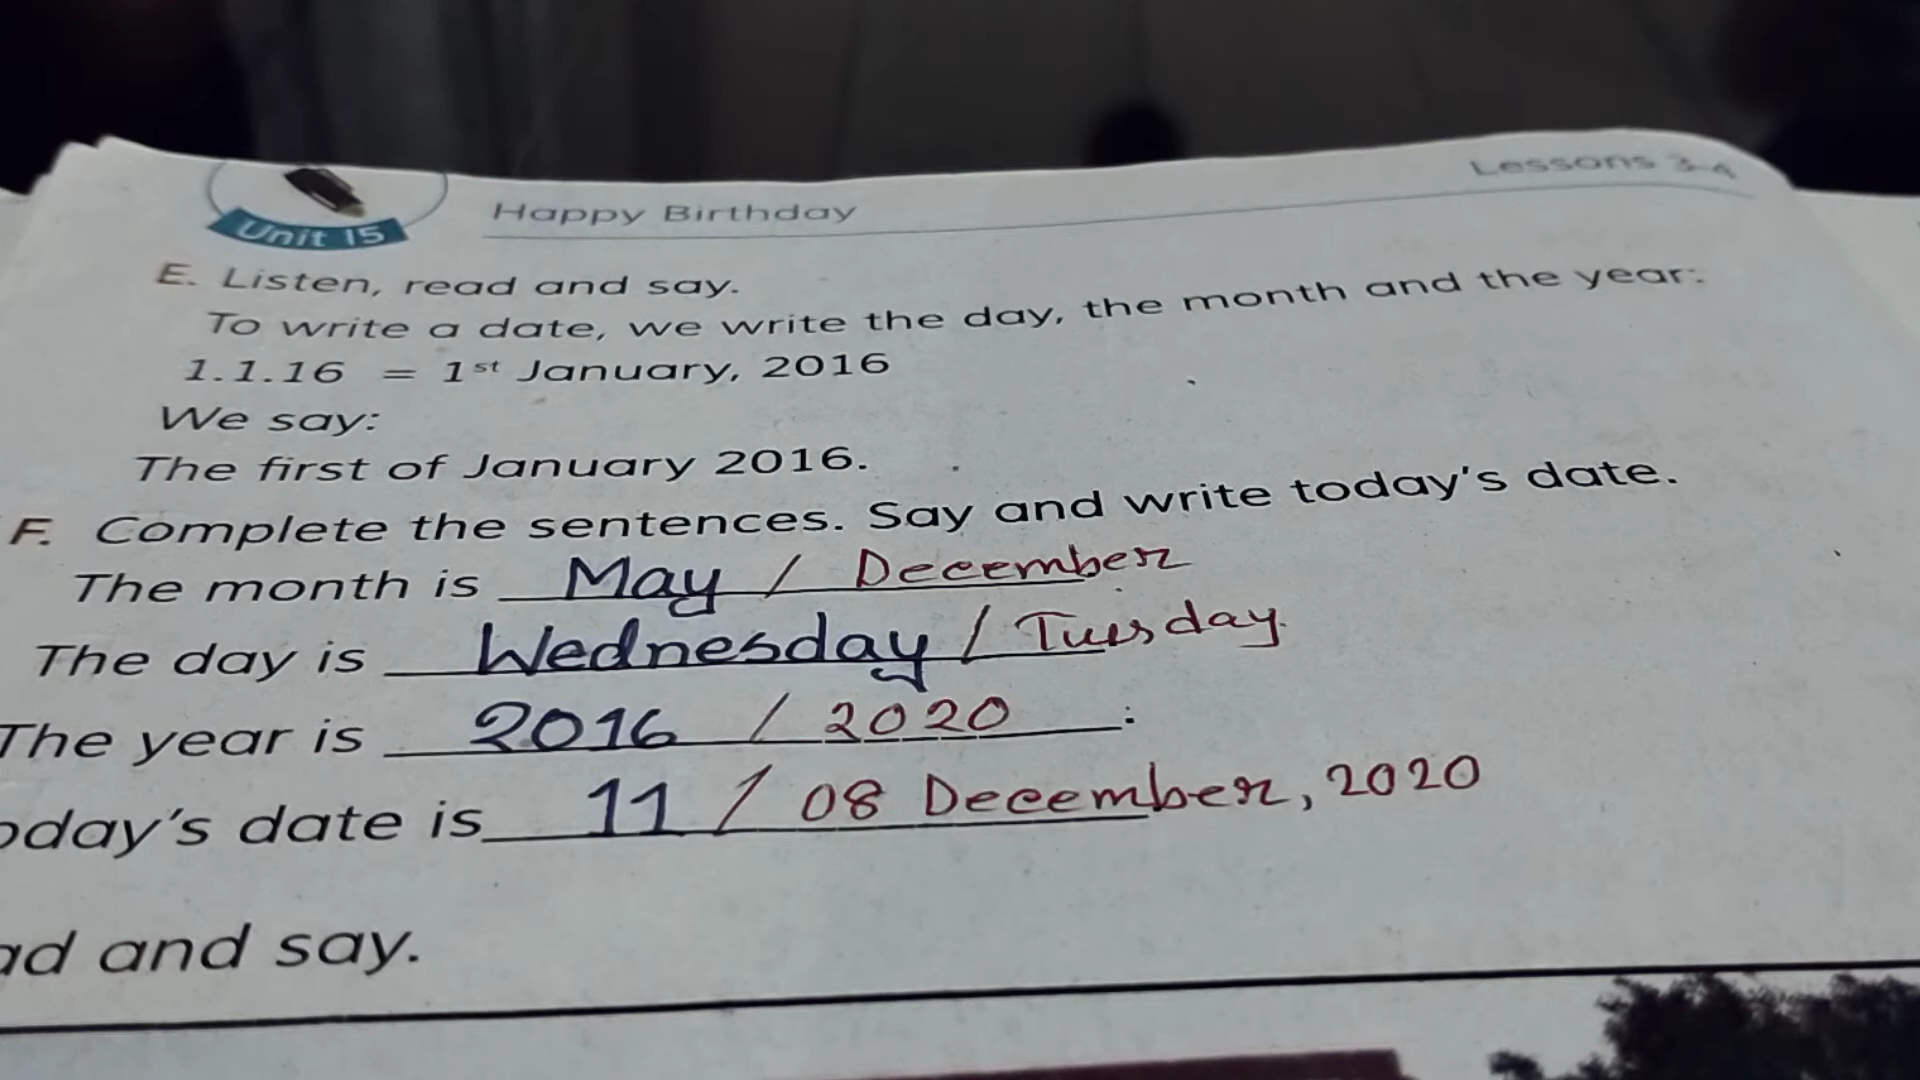 Lessons 3-4
Unit 15
Happy Birthday
E. Listen, read and say.
To write a date, we write the day, the month and the year.
1.1.16 = 1st January, 2016
We say:
The first of January 2016.
F. Complete the sentences. Say and write today's date.
The month is May / December
The day is Wednesday / Tuesday.
The year is 2016 / 2020 .
oday's date is 11 / 08 December, 2020
ad and say.